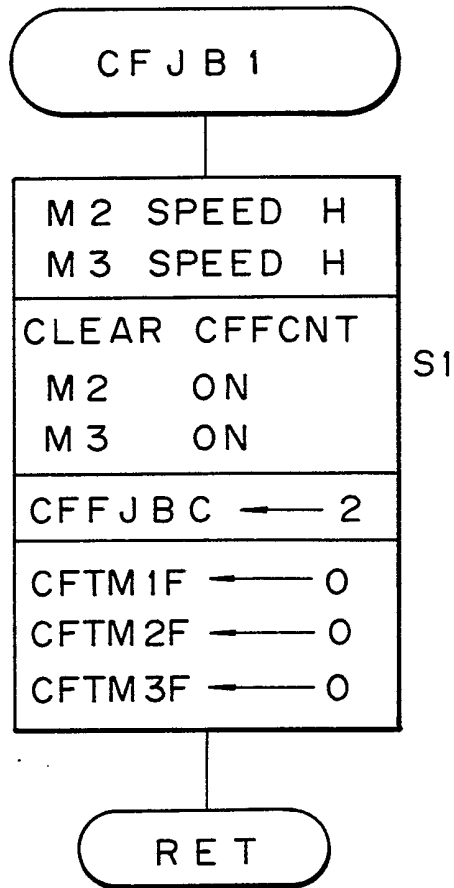 CFJB1
M2 SPEED H
M3 SPEED H
CLEAR CFFCNT
M2 ON
M3 ON
S1
CFFJBC ← 2
CFTM1F ← 0
CFTM2F ← 0
CFTM3F ← 0
RET